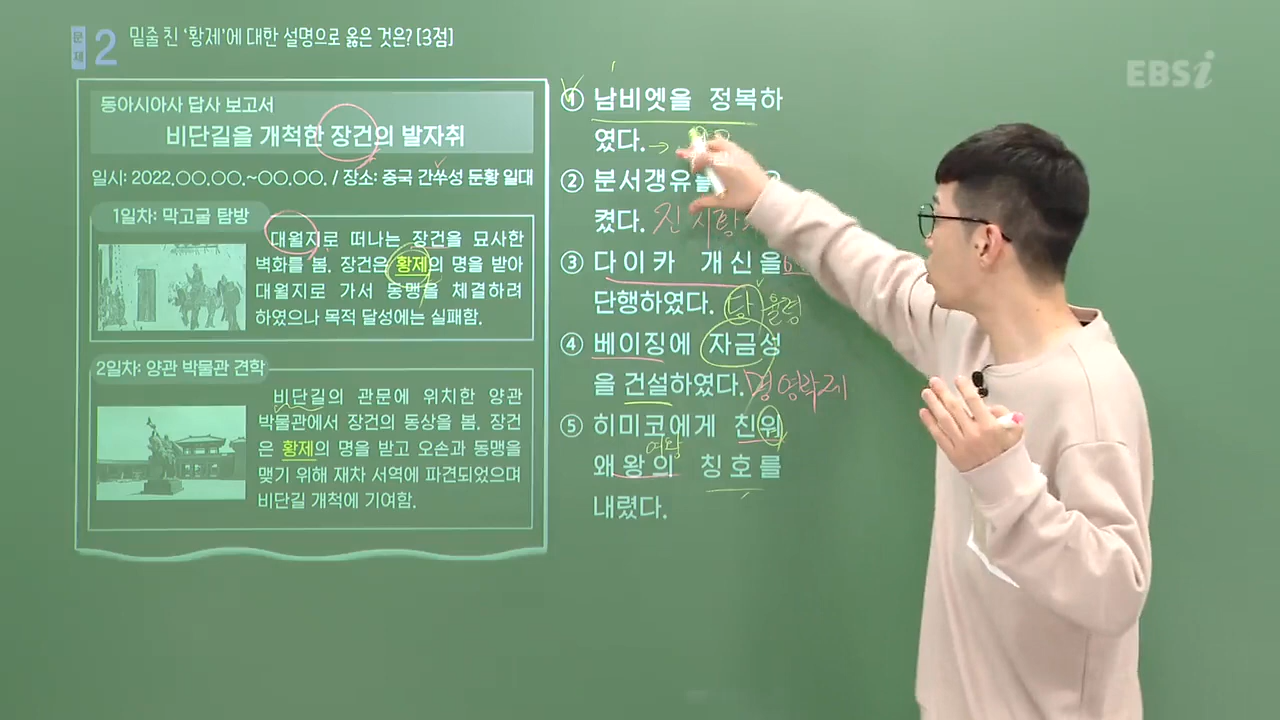 문제 2 밑줄 친 '황제'에 대한 설명으로 옳은 것은? [3점]
EBSi
동아시아사 답사 보고서
비단길을 개척한 장건의 발자취
일시: 2022.○○.○○.~○○.○○. / 장소: 중국 간쑤성 둔황 일대
1일차: 막고굴 탐방
대월지로 떠나는 장건을 묘사한
벽화를 봄. 장건은 황제의 명을 받아
대월지로 가서 동맹을 체결하려
하였으나 목적 달성에는 실패함.
2일차: 양관 박물관 견학
비단길의 관문에 위치한 양관
박물관에서 장건의 동상을 봄. 장건
은 황제의 명을 받고 오손과 동맹을
맺기 위해 재차 서역에 파견되었으며
비단길 개척에 기여함.
① 남비엣을 정복하
였다. →
② 분서갱유를
켰다. 진시황
③ 다이카 개신을
단행하였다. 당 율령
④ 베이징에 자금성
을 건설하였다. 명 영락제
⑤ 히미코에게 친위
여왕
왜왕의 칭호를
내렸다.